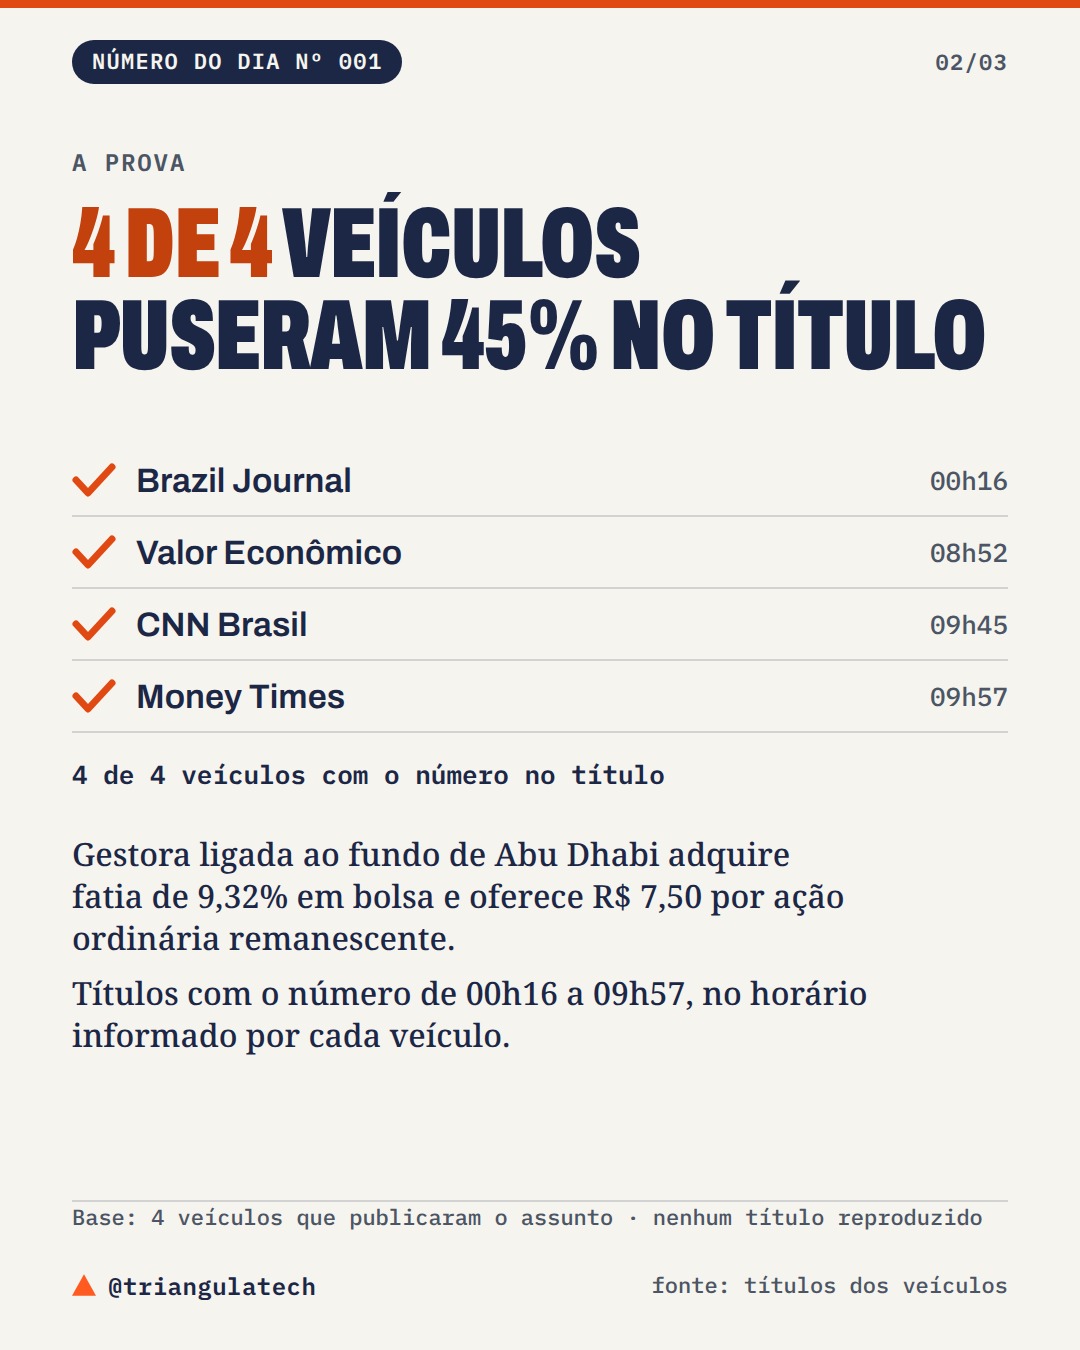 NÚMERO DO DIA Nº 001
02/03
A PROVA
4 DE 4 VEÍCULOS
PUSERAM 45% NO TÍTULO
Brazil Journal 00h16
Valor Econômico 08h52
CNN Brasil 09h45
Money Times 09h57
4 de 4 veículos com o número no título
Gestora ligada ao fundo de Abu Dhabi adquire
fatia de 9,32% em bolsa e oferece R$ 7,50 por ação
ordinária remanescente.
Títulos com o número de 00h16 a 09h57, no horário
informado por cada veículo.
Base: 4 veículos que publicaram o assunto · nenhum título reproduzido
@triangulatech
fonte: títulos dos veículos